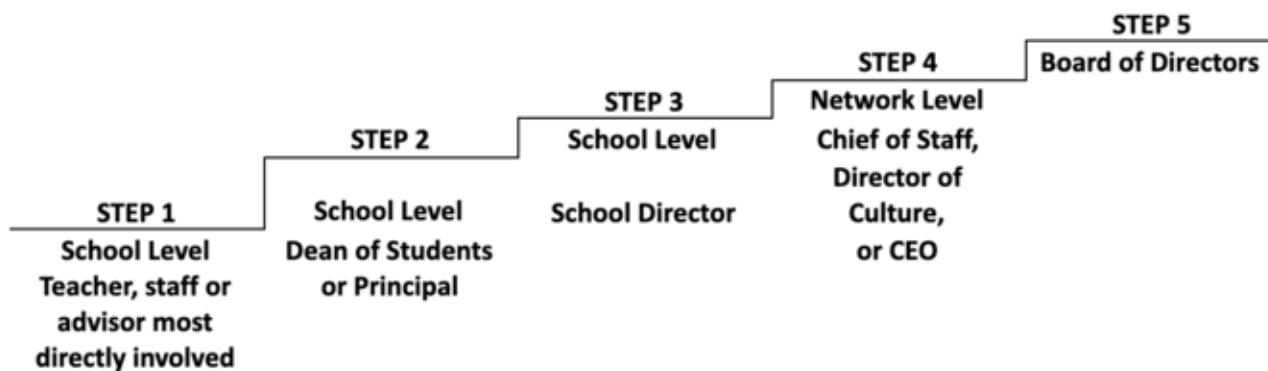 STEP 1
School Level
Teacher, staff or
advisor most
directly involved
STEP 2
School Level
Dean of Students
or Principal
STEP 3
School Level
School Director
STEP 4
Network Level
Chief of Staff,
Director of
Culture,
or CEO
STEP 5
Board of Directors